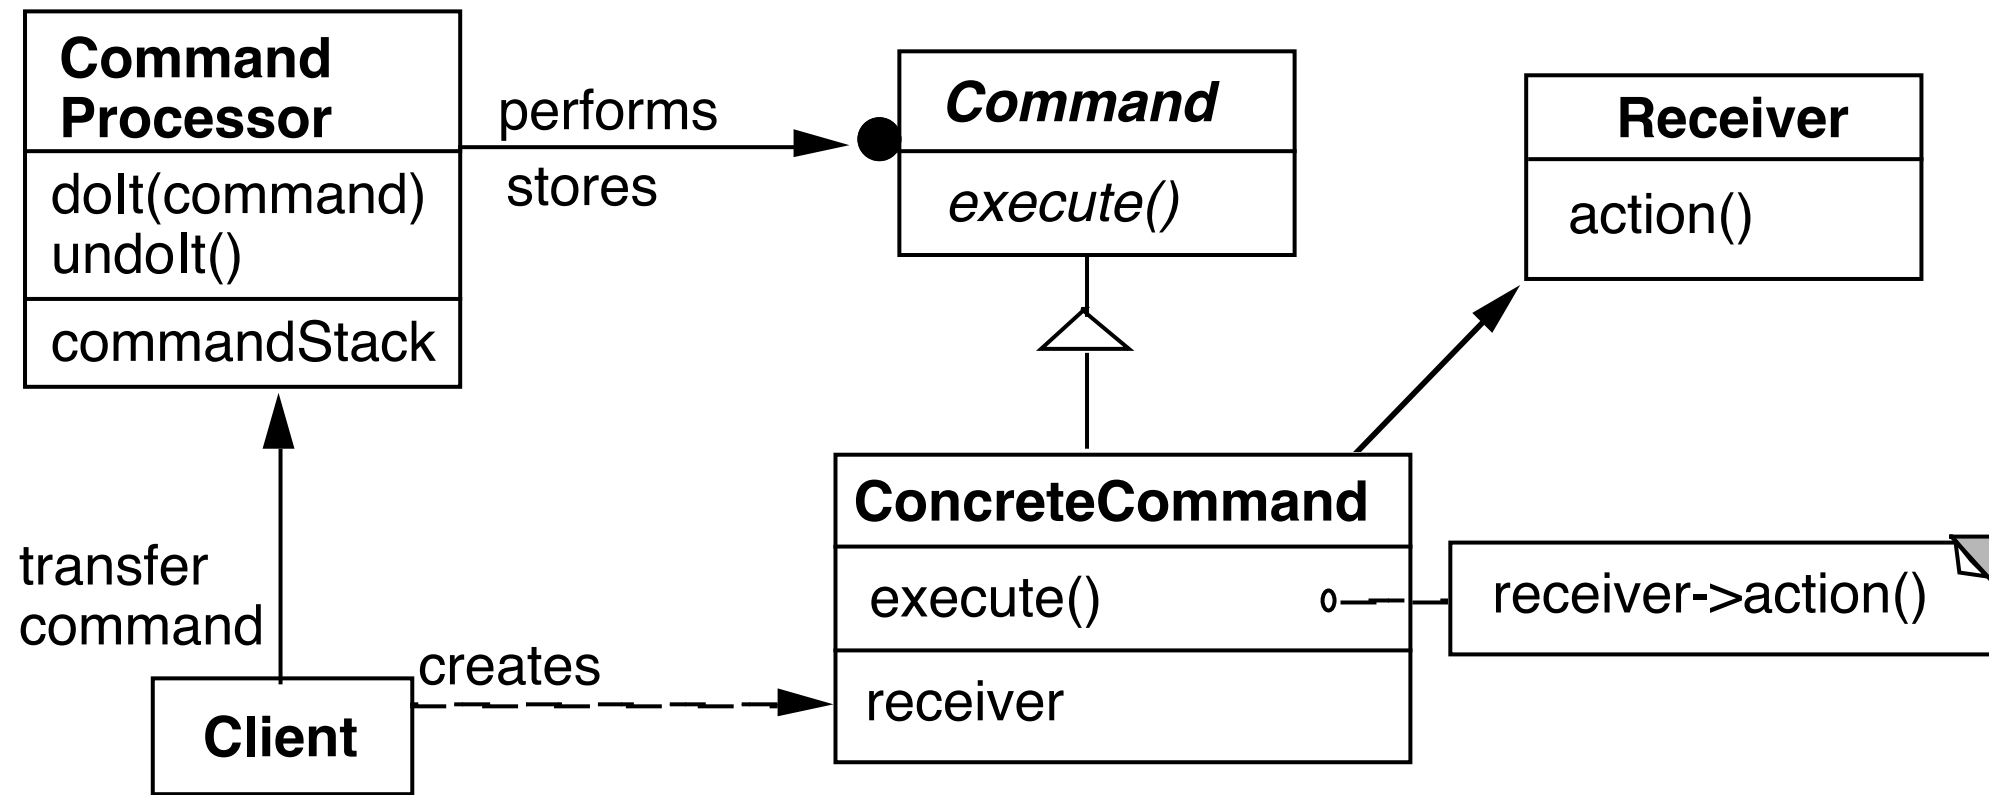 Command
Processor
doIt(command)
undoIt()
commandStack
performs
stores
Command
execute()
Receiver
action()
transfer
command
Client
creates
ConcreteCommand
execute()
receiver
receiver->action()